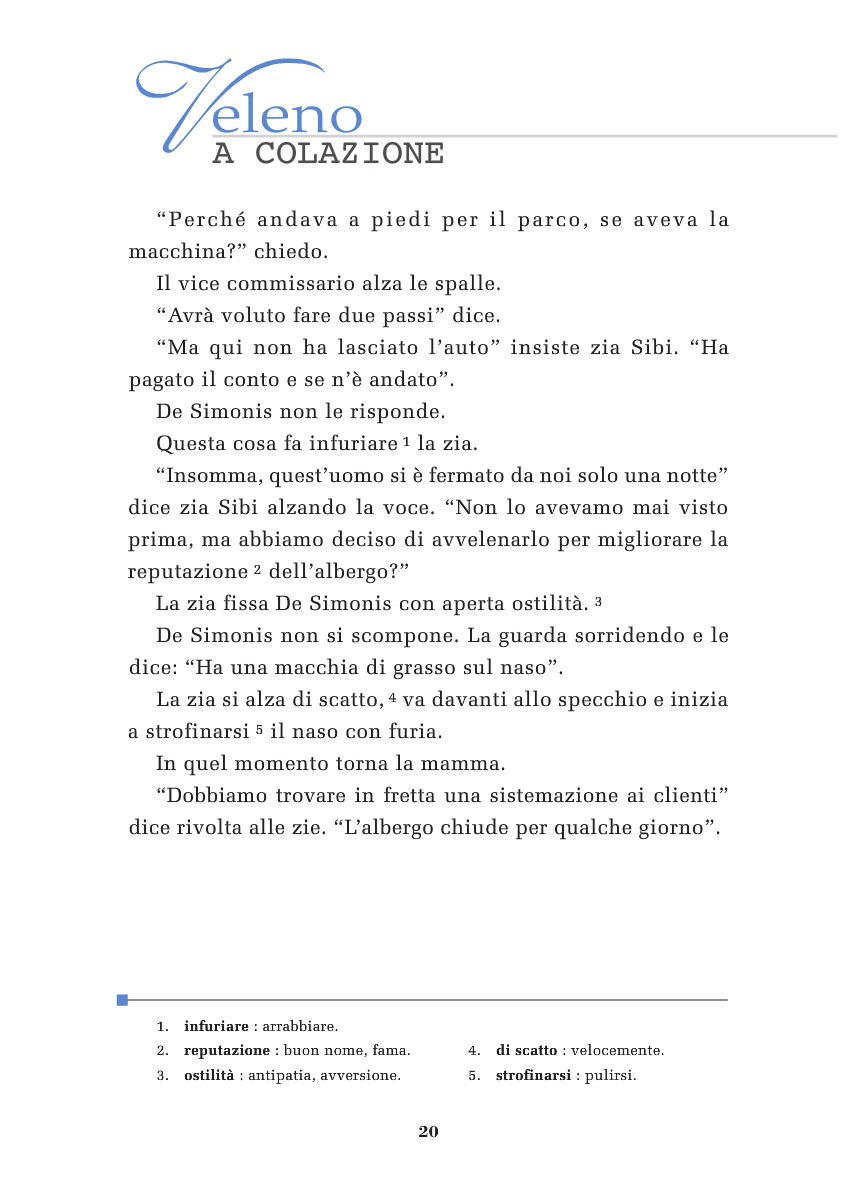 Veleno
A COLAZIONE
“Perché andava a piedi per il parco, se aveva la
macchina?” chiedo.
Il vice commissario alza le spalle.
“Avrà voluto fare due passi” dice.
“Ma qui non ha lasciato l’auto” insiste zia Sibi. “Ha
pagato il conto e se n’è andato”.
De Simonis non le risponde.
Questa cosa fa infuriare 1 la zia.
“Insomma, quest’uomo si è fermato da noi solo una notte”
dice zia Sibi alzando la voce. “Non lo avevamo mai visto
prima, ma abbiamo deciso di avvelenarlo per migliorare la
reputazione 2 dell’albergo?”
La zia fissa De Simonis con aperta ostilità. 3
De Simonis non si scompone. La guarda sorridendo e le
dice: “Ha una macchia di grasso sul naso”.
La zia si alza di scatto, 4 va davanti allo specchio e inizia
a strofinarsi 5 il naso con furia.
In quel momento torna la mamma.
“Dobbiamo trovare in fretta una sistemazione ai clienti”
dice rivolta alle zie. “L’albergo chiude per qualche giorno”.
1. infuriare : arrabbiare.
2. reputazione : buon nome, fama.
3. ostilità : antipatia, avversione.
4. di scatto : velocemente.
5. strofinarsi : pulirsi.
20